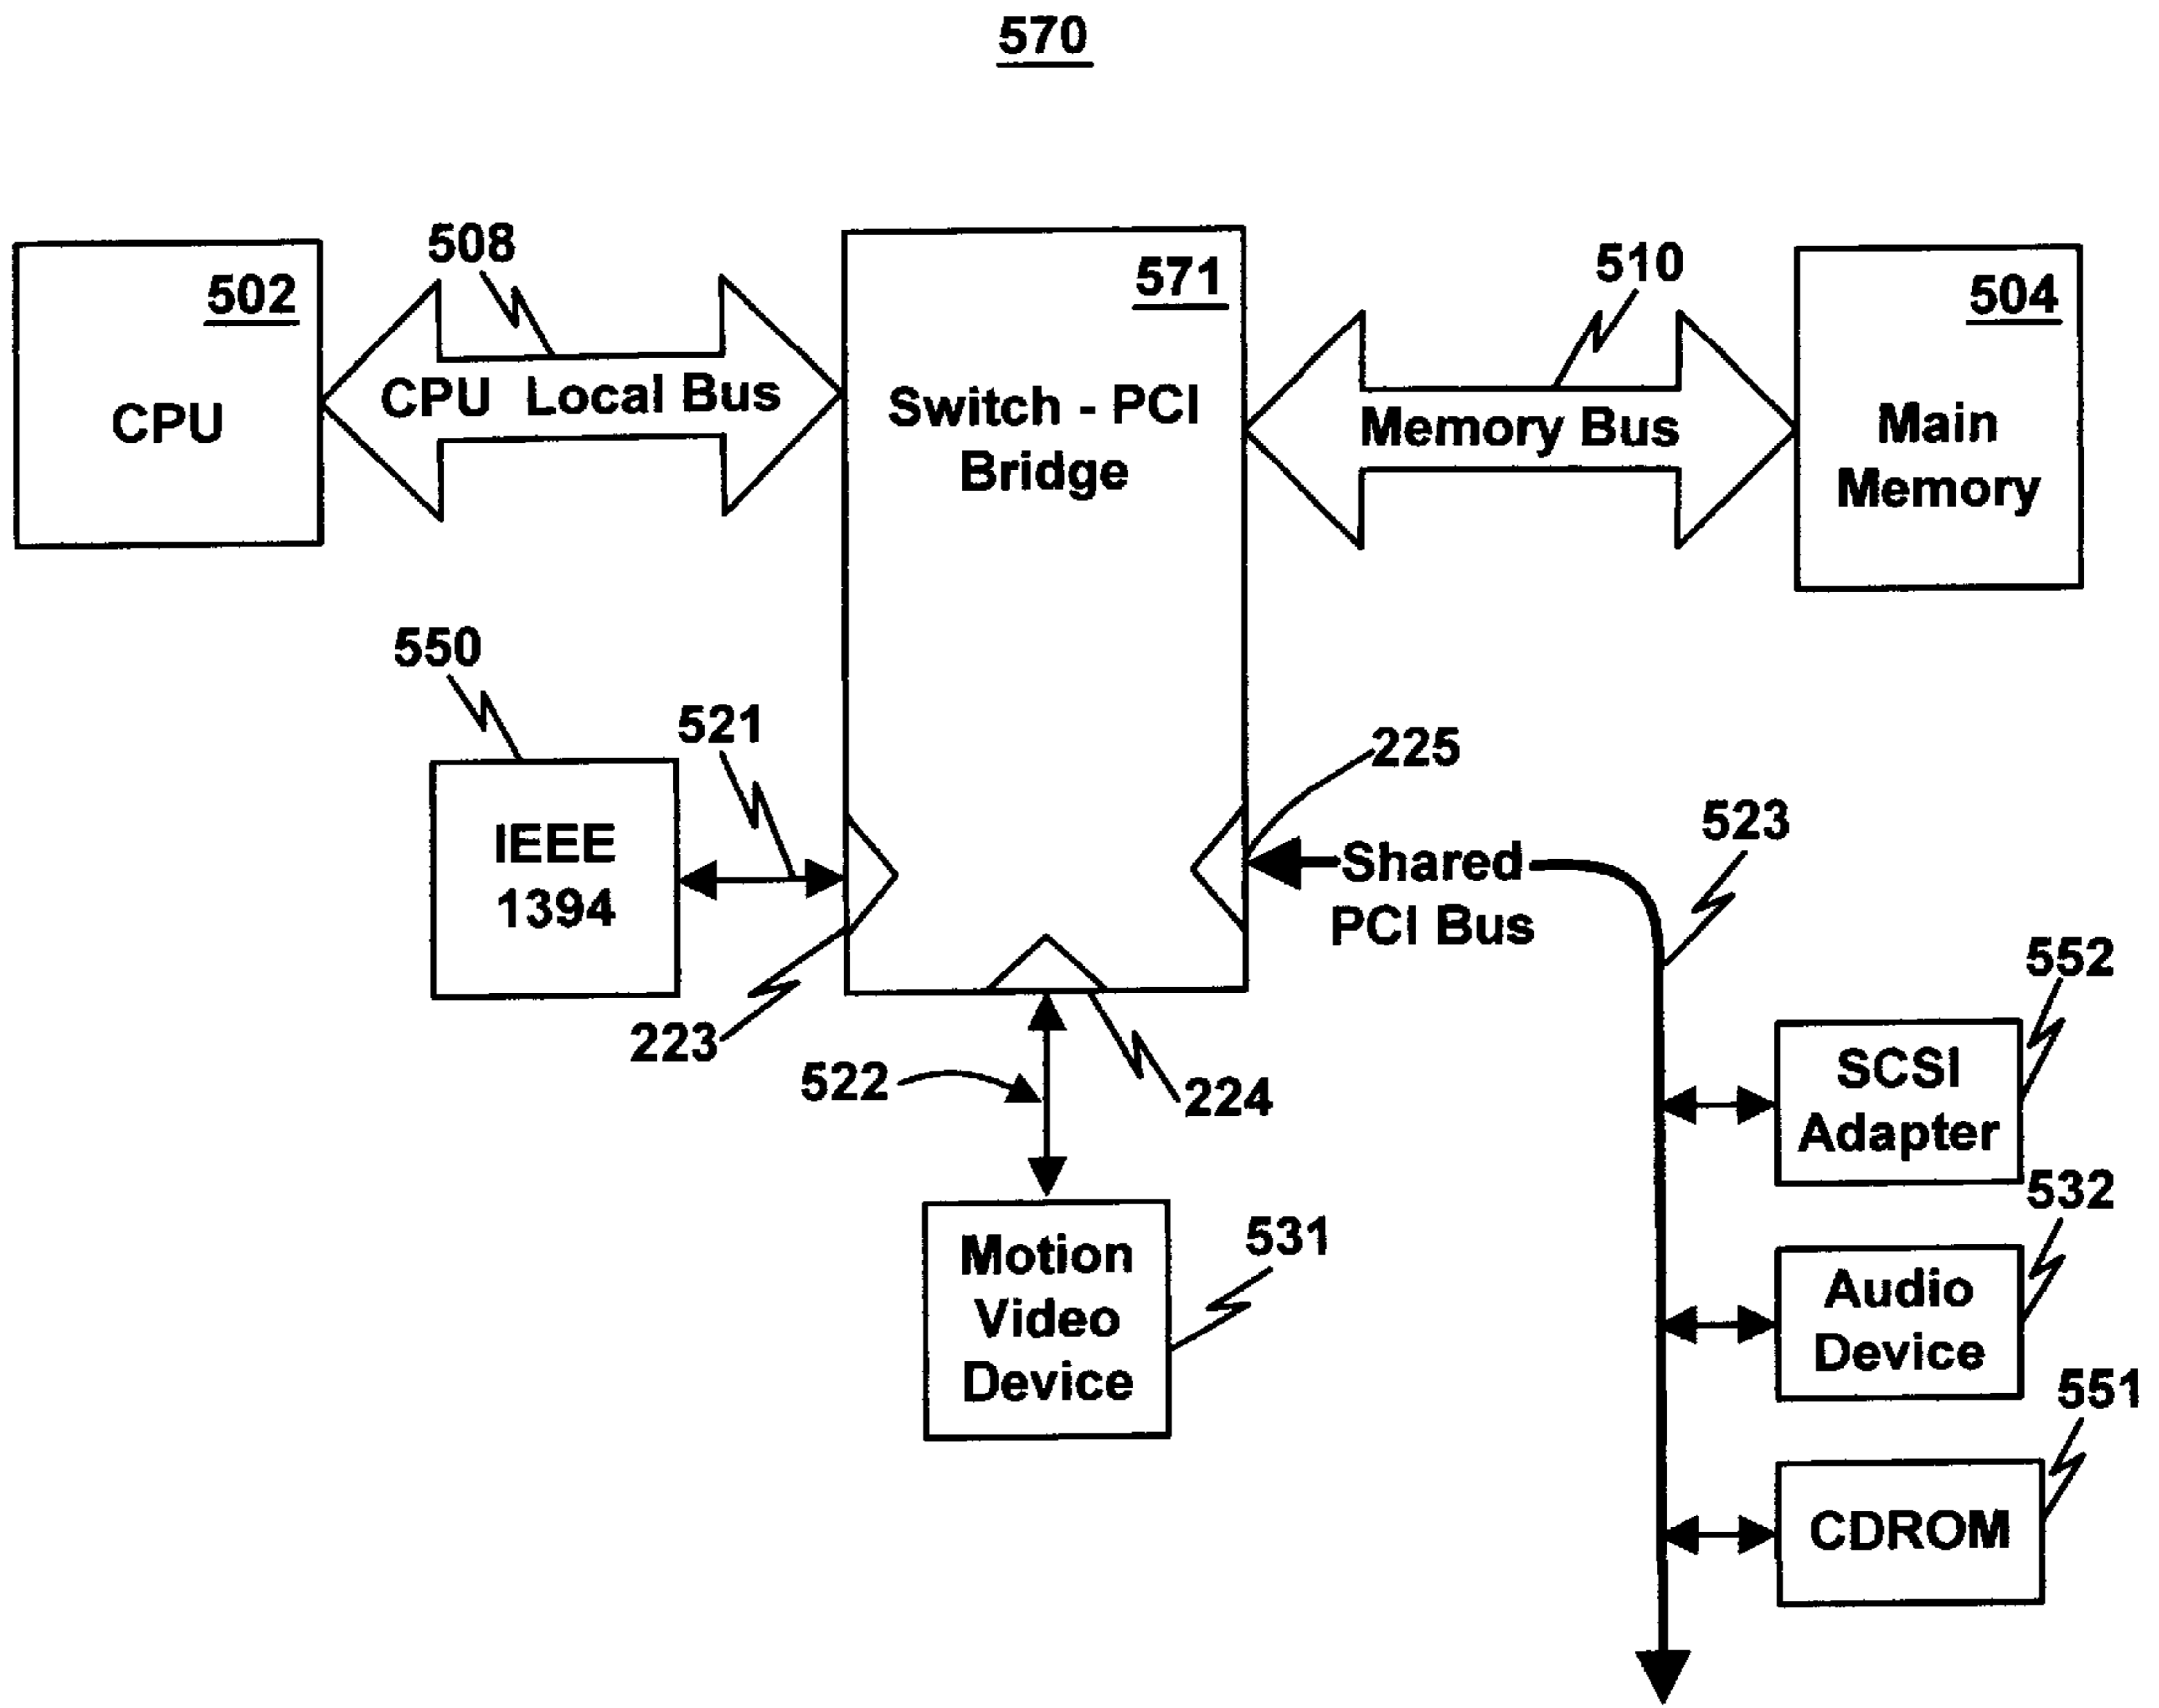 570
508
510
502
571
504
CPU
CPU Local Bus
Switch - PCI
Bridge
Memory Bus
Main
Memory
550
521
225
523
IEEE
1394
Shared
PCI Bus
552
223
522
224
SCSI
Adapter
532
531
Motion
Video
Device
Audio
Device
551
CDROM